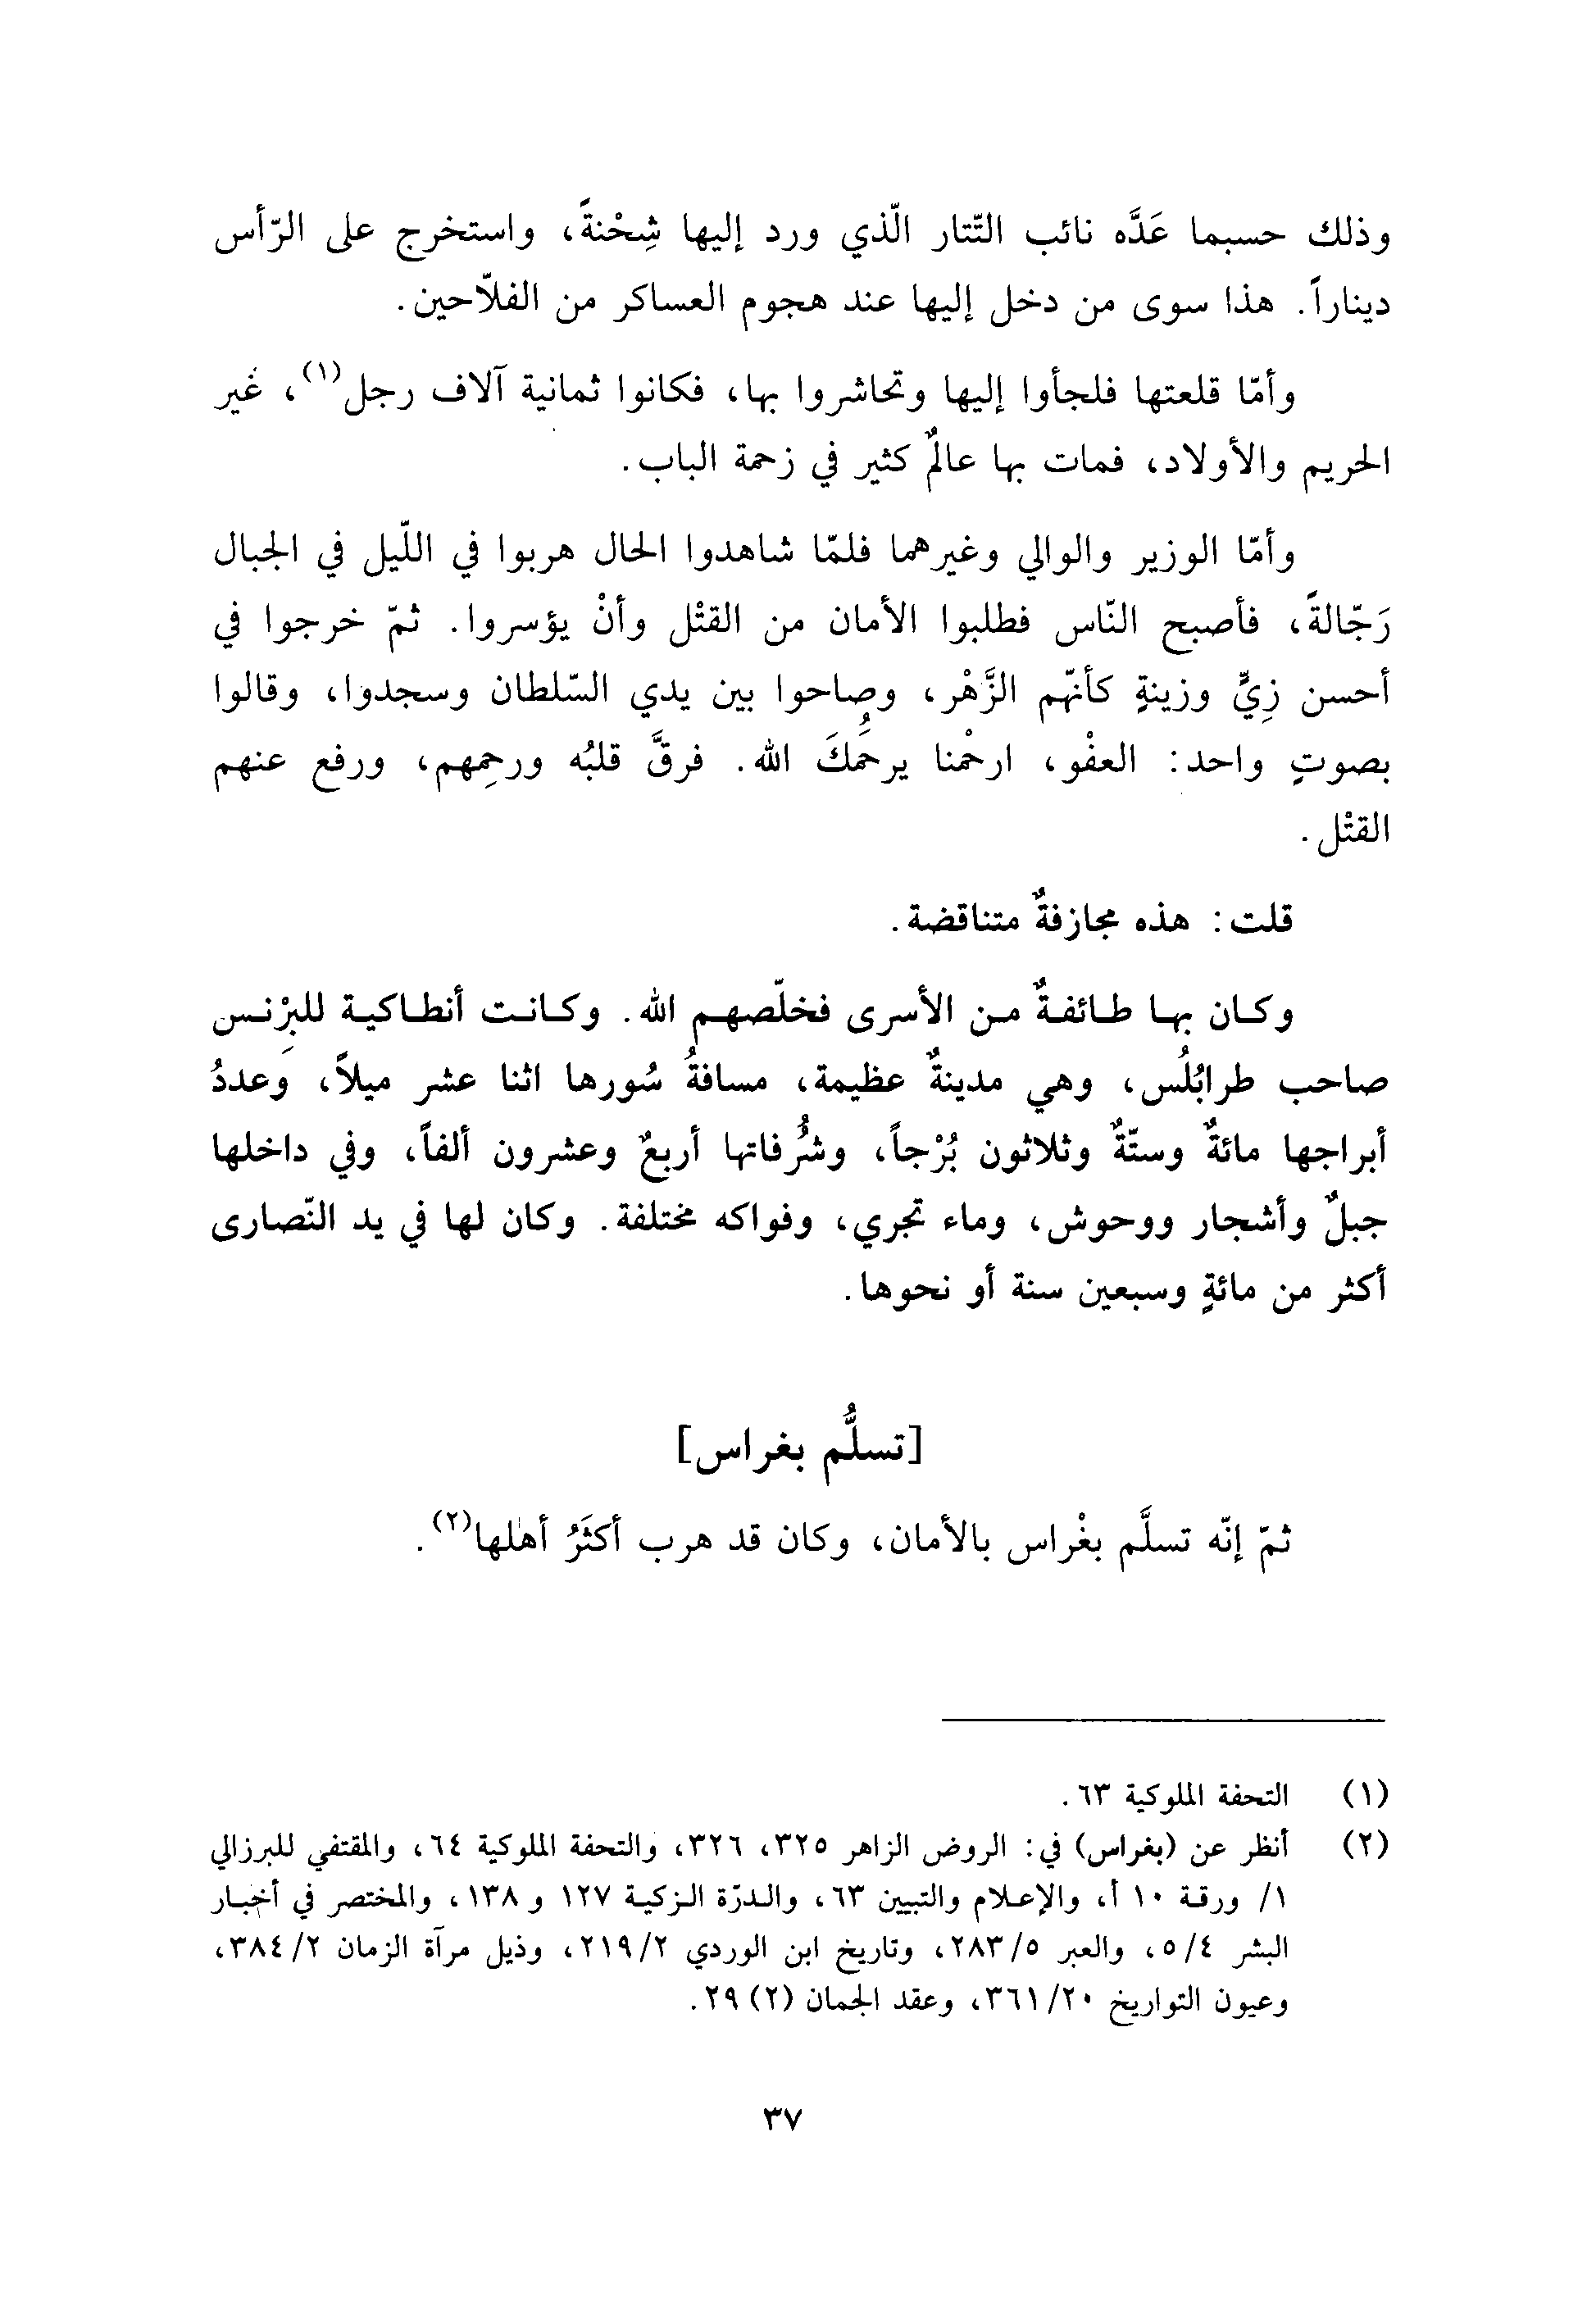 وذلك حسبما عَدَّه نائب التّتار الّذي ورد إليها شِحْنةً، واستخرج على الرّأس
ديناراً. هذا سوى من دخل إليها عند هجوم العساكر من الفلاّحين.
وأمّا قلعتها فلجأوا إليها وتحاشروا بها، فكانوا ثمانية آلاف رجل(١)، غير
الحريم والأولاد، فمات بها عالمٌ كثير في زحمة الباب.
وأمّا الوزير والوالي وغيرهما فلمّا شاهدوا الحال هربوا في اللّيل في الجبال
رَجّالةً، فأصبح النّاس فطلبوا الأمان من القتْل وأنْ يؤسروا. ثمّ خرجوا في
أحسن زِيٍّ وزينةٍ كأنّهم الزَّهْر، وصاحوا بين يدي السّلطان وسجدوا، وقالوا
بصوتٍ واحد: العفْو، ارحْمنا يرحَمُكَ الله. فرقَّ قلبُه ورحِمهم، ورفع عنهم
القتْل.
قلت: هذه مجازفةٌ متناقضة.
وكان بها طائفةٌ من الأسرى فخلّصهم الله. وكانت أنطاكية للبِرْنس
صاحب طرابُلُس، وهي مدينةٌ عظيمة، مسافةُ سُورها اثنا عشر ميلاً، وعددُ
أبراجها مائةٌ وستّةٌ وثلاثون بُرْجاً، وشُرُفاتها أربعٌ وعشرون ألفاً، وفي داخلها
جبلٌ وأشجار ووحوش، وماء تجري، وفواكه مختلفة. وكان لها في يد النّصارى
أكثر من مائةٍ وسبعين سنة أو نحوها.
[تسلُّم بغراس]
ثمّ إنّه تسلَّم بغْراس بالأمان، وكان قد هرب أكثَرُ أهلها(٢).
(١) التحفة الملوكية ٦٣.
(٢) أنظر عن (بغراس) في: الروض الزاهر ٣٢٥، ٣٢٦، والتحفة الملوكية ٦٤، والمقتفي للبرزالي
١/ ورقة ١٠ أ، والإعلام والتبيين ٦٣، والدرّة الزكية ١٢٧ و ١٣٨، والمختصر في أخبار
البشر ٤/٥، والعبر ٥/٢٨٣، وتاريخ ابن الوردي ٢/٢١٩، وذيل مرآة الزمان ٢/٣٨٤،
وعيون التواريخ ٢٠/٣٦١، وعقد الجمان (٢) ٢٩.
٣٧